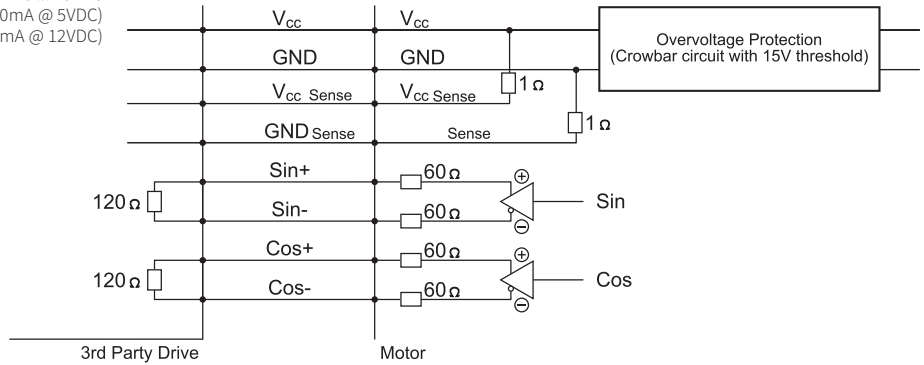 0mA @ 5VDC)
mA @ 12VDC)
Vcc Vcc
GND GND
Overvoltage Protection
(Crowbar circuit with 15V threshold)
1 Ω
Vcc Sense Vcc Sense
1 Ω
GND Sense Sense
Sin+ 60 Ω
120 Ω Sin
Sin- 60 Ω
Cos+ 60 Ω
120 Ω Cos
Cos- 60 Ω
3rd Party Drive Motor